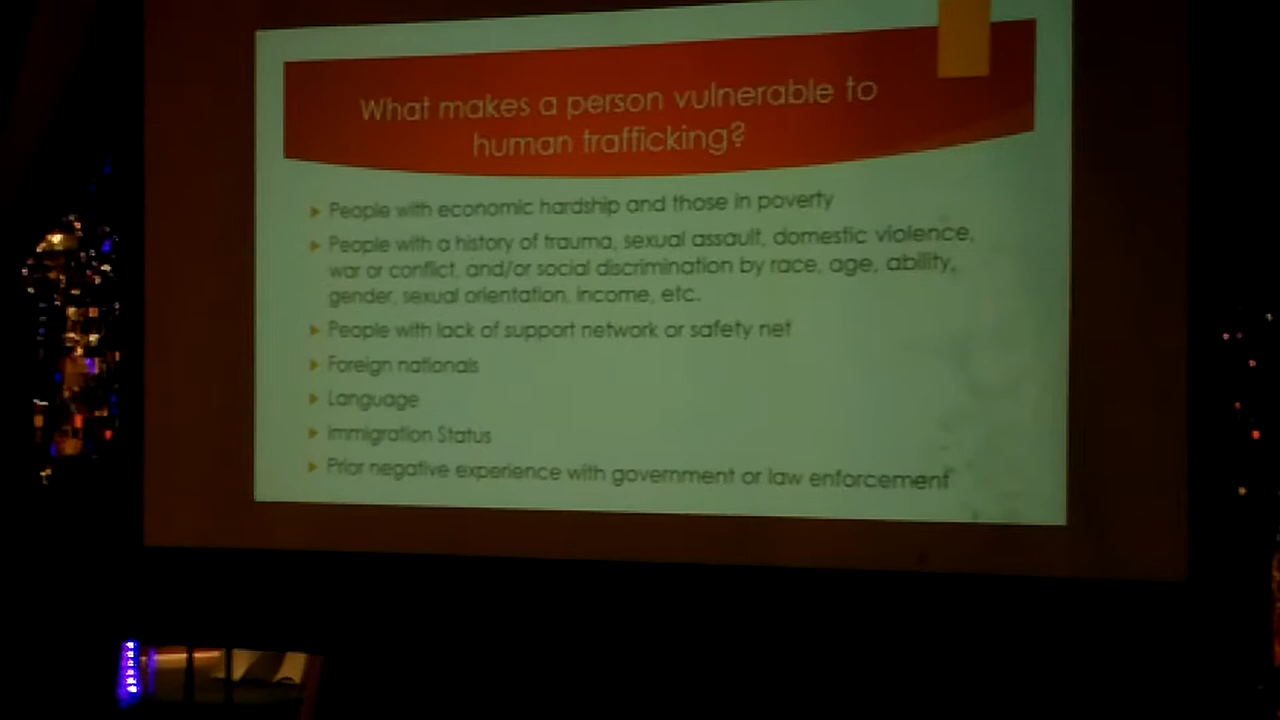 What makes a person vulnerable to
human trafficking?
People with economic hardship and those in poverty
People with a history of trauma, sexual assault, domestic violence,
war or conflict, and/or social discrimination by race, age, ability,
gender, sexual orientation, income, etc.
People with lack of support network or safety net
Foreign nationals
Language
Immigration Status
Prior negative experience with government or law enforcement